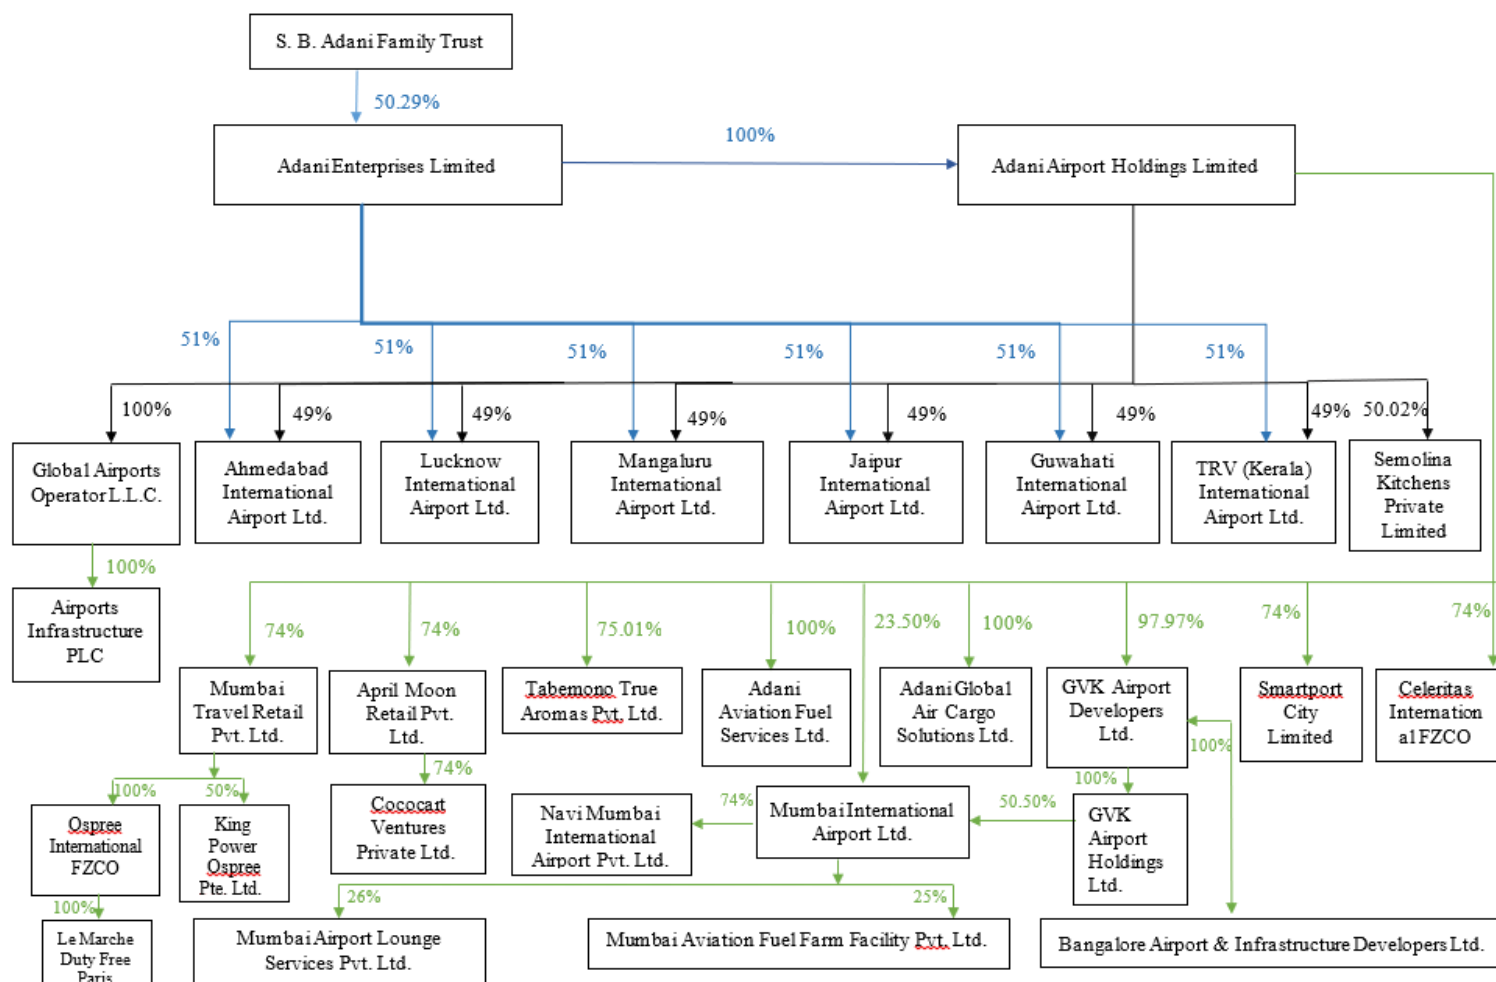 S. B. Adani Family Trust
50.29%
Adani Enterprises Limited
100%
Adani Airport Holdings Limited
51%
51%
51%
51%
51%
51%
100%
49%
49%
49%
49%
49%
49%
50.02%
Global Airports
Operator L.L.C.
Ahmedabad
International
Airport Ltd.
Lucknow
International
Airport Ltd.
Mangaluru
International
Airport Ltd.
Jaipur
International
Airport Ltd.
Guwahati
International
Airport Ltd.
TRV (Kerala)
International
Airport Ltd.
Semolina
Kitchens
Private
Limited
100%
Airports
Infrastructure
PLC
74%
74%
75.01%
100%
23.50%
100%
97.97%
74%
74%
Mumbai
Travel Retail
Pvt. Ltd.
April Moon
Retail Pvt.
Ltd.
Tabemono True
Aromas Pvt. Ltd.
Adani
Aviation Fuel
Services Ltd.
Adani Global
Air Cargo
Solutions Ltd.
GVK Airport
Developers
Ltd.
Smartport
City
Limited
Celeritas
Internation
al FZCO
100%
50%
74%
100%
100%
Ospree
International
FZCO
King
Power
Ospree
Pte. Ltd.
Cococart
Ventures
Private Ltd.
Navi Mumbai
International
Airport Pvt. Ltd.
74%
Mumbai International
Airport Ltd.
50.50%
GVK
Airport
Holdings
Ltd.
100%
26%
25%
Le Marche
Duty Free
Paris
Mumbai Airport Lounge
Services Pvt. Ltd.
Mumbai Aviation Fuel Farm Facility Pvt. Ltd.
Bangalore Airport & Infrastructure Developers Ltd.